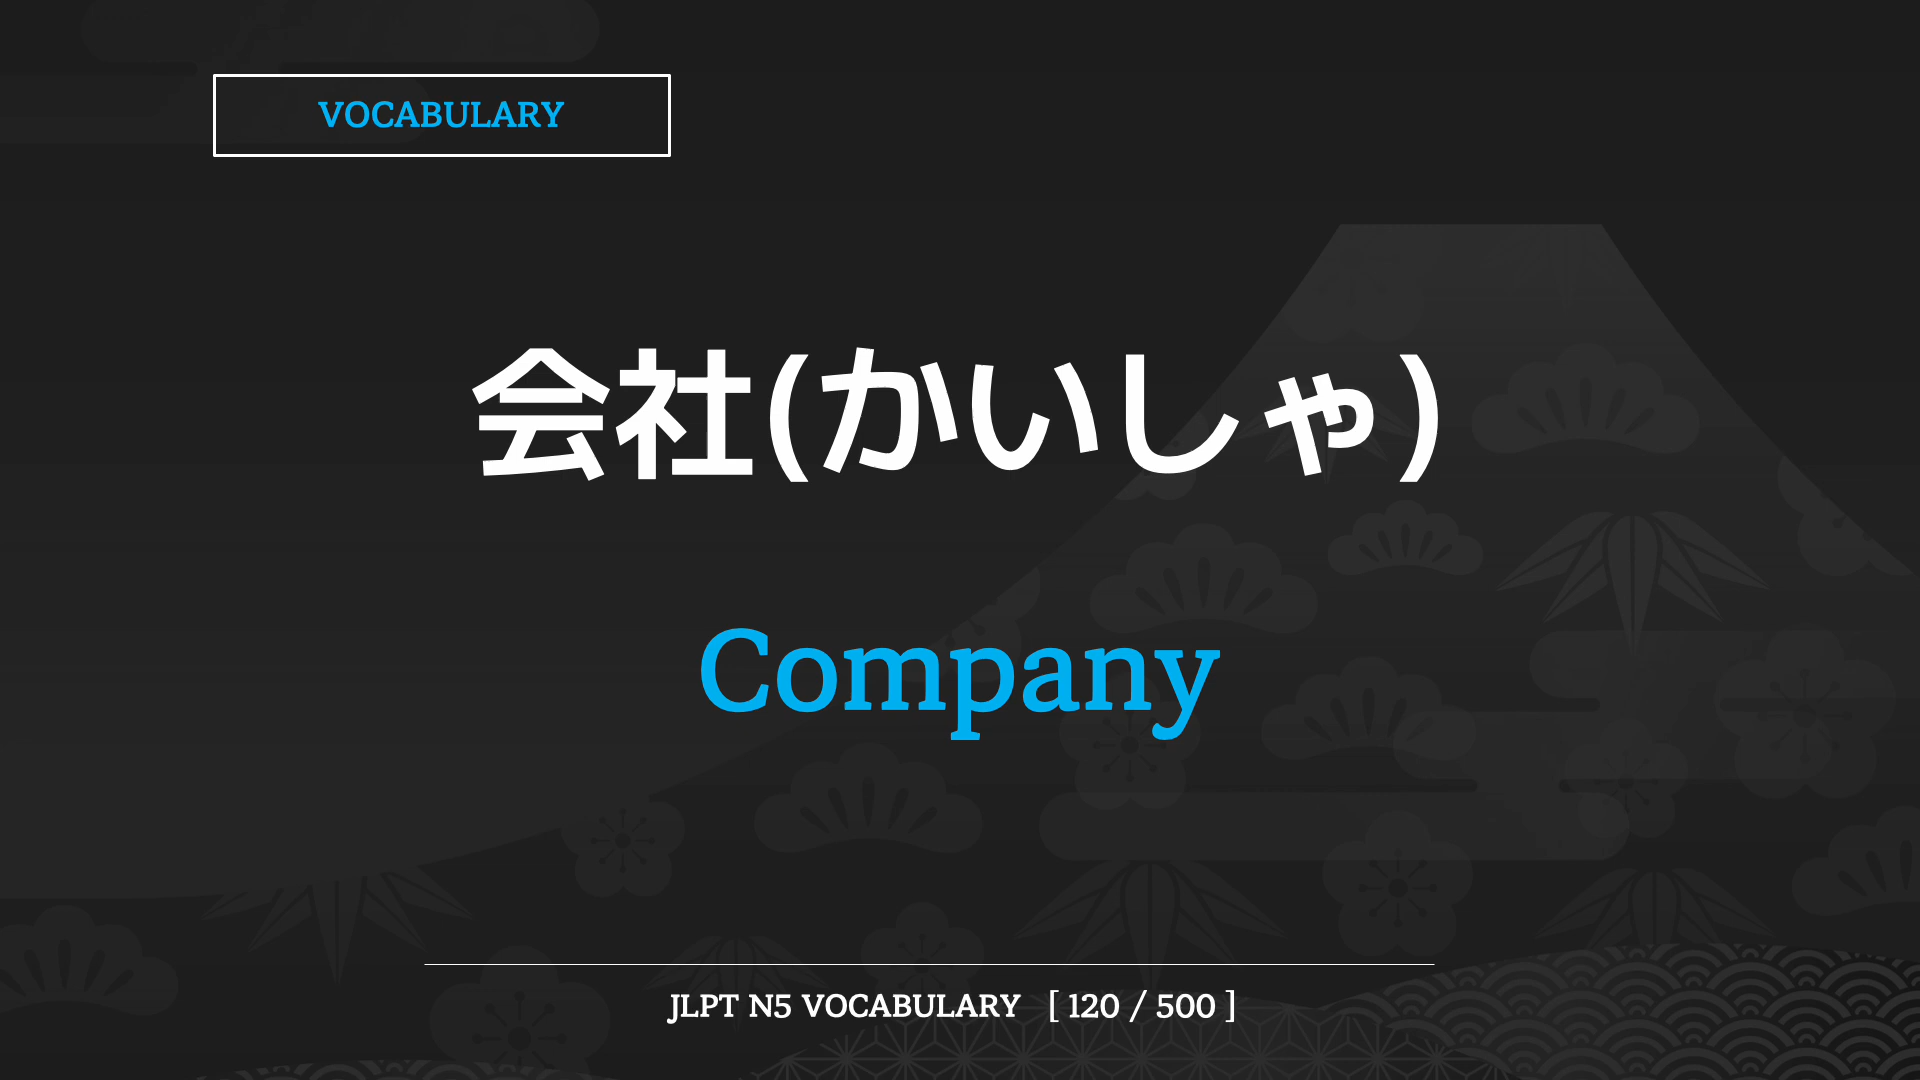 VOCABULARY
会社(かいしゃ)
Company
JLPT N5 VOCABULARY [ 120 / 500 ]